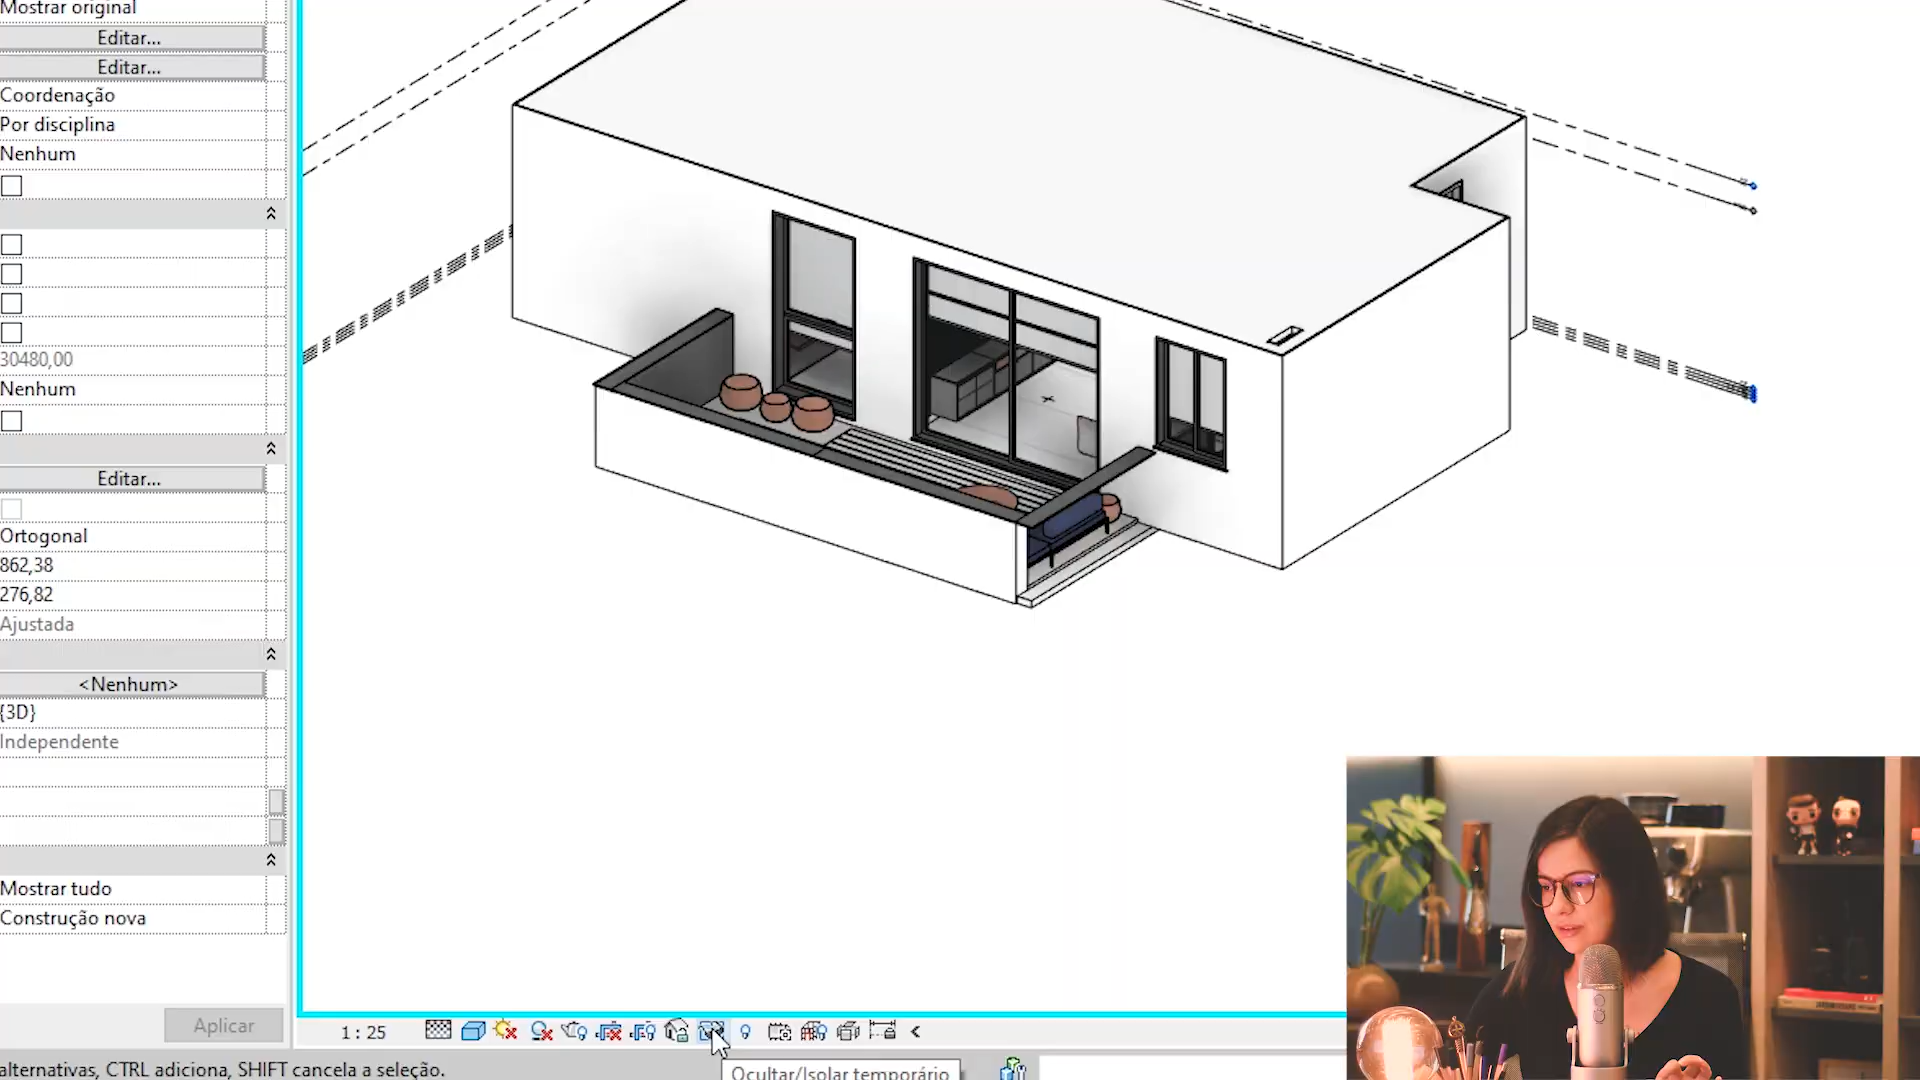 Mostrar original
Editar...
Editar...
Coordenação
Por disciplina
Nenhum
30480,00
Nenhum
Editar...
Ortogonal
862,38
276,82
Ajustada
<Nenhum>
{3D}
Independente
Mostrar tudo
Construção nova
Aplicar
1 : 25
alternativas, CTRL adiciona, SHIFT cancela a seleção.
Ocultar/Isolar temporário